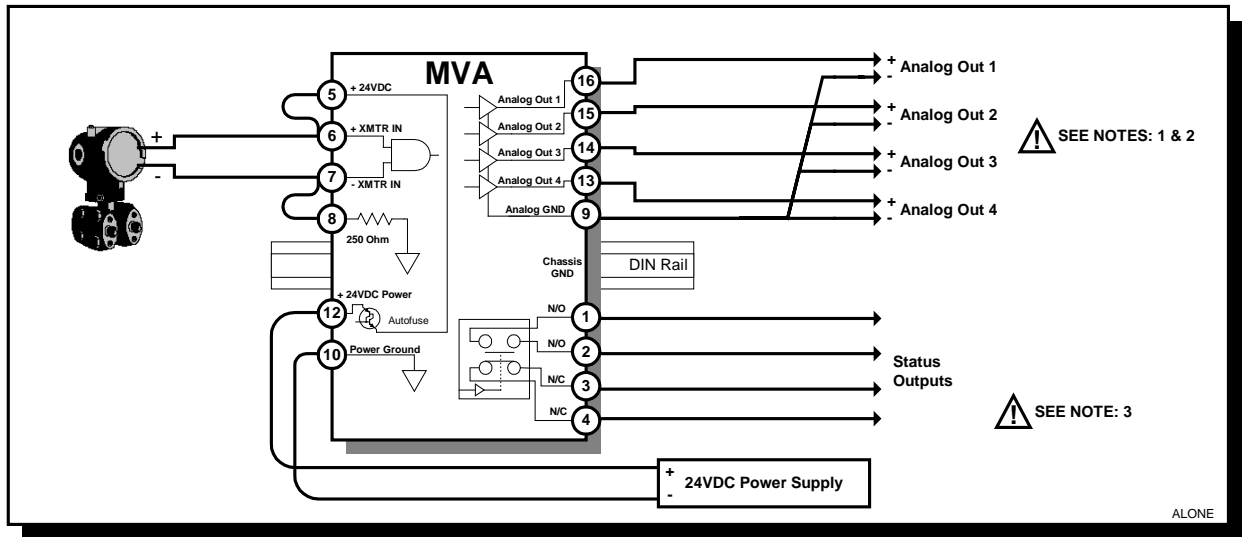 MVA
5
+ 24VDC
+
6
+ XMTR IN
-
7
- XMTR IN
8
250 Ohm
Analog Out 1
16
Analog Out 2
15
Analog Out 3
14
Analog Out 4
13
Analog GND
9
+
-
Analog Out 1
+
-
Analog Out 2
+
-
Analog Out 3
+
-
Analog Out 4
! SEE NOTES: 1 & 2
Chassis
GND
DIN Rail
+ 24VDC Power
12
Autofuse
10
Power Ground
N/O
1
N/O
2
N/C
3
N/C
4
Status
Outputs
! SEE NOTE: 3
+
-
24VDC Power Supply
ALONE